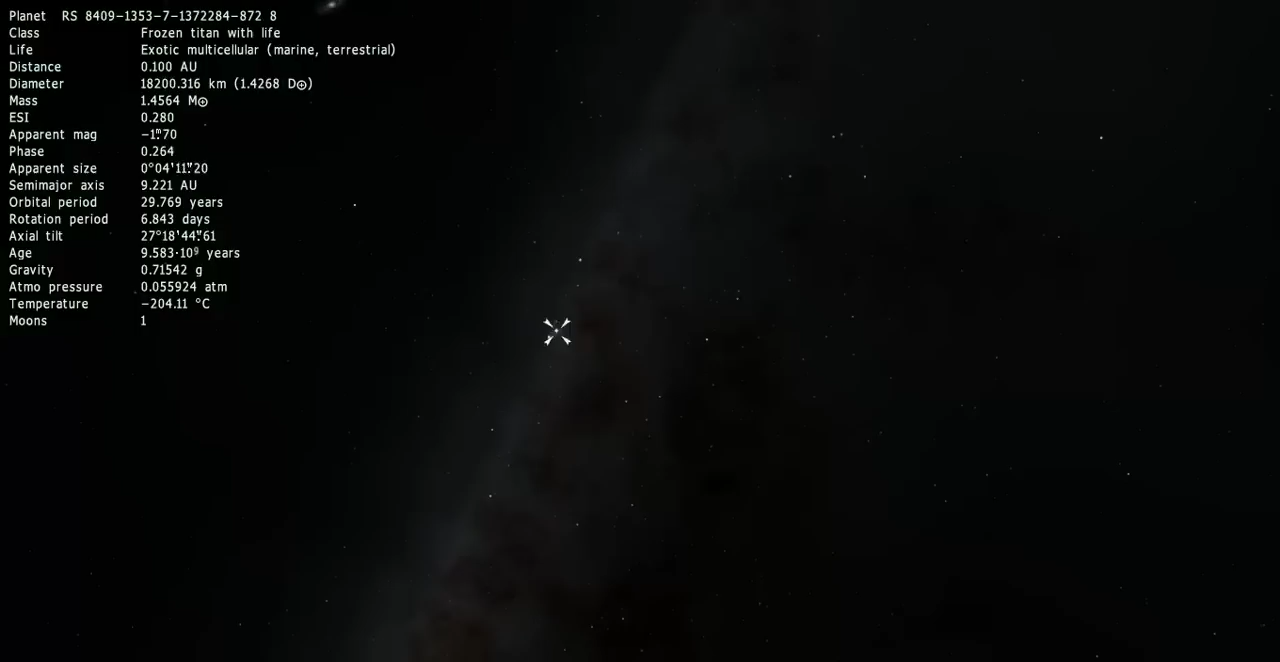 Planet RS 8409-1353-7-1372284-872 8
Class Frozen titan with life
Life Exotic multicellular (marine, terrestrial)
Distance 0.100 AU
Diameter 18200.316 km (1.4268 D⊕)
Mass 1.4564 M⊕
ESI 0.280
Apparent mag −1ᵐ.70
Phase 0.264
Apparent size 0°04'11".20
Semimajor axis 9.221 AU
Orbital period 29.769 years
Rotation period 6.843 days
Axial tilt 27°18'44".61
Age 9.583·10⁹ years
Gravity 0.71542 g
Atmo pressure 0.055924 atm
Temperature −204.11 °C
Moons 1